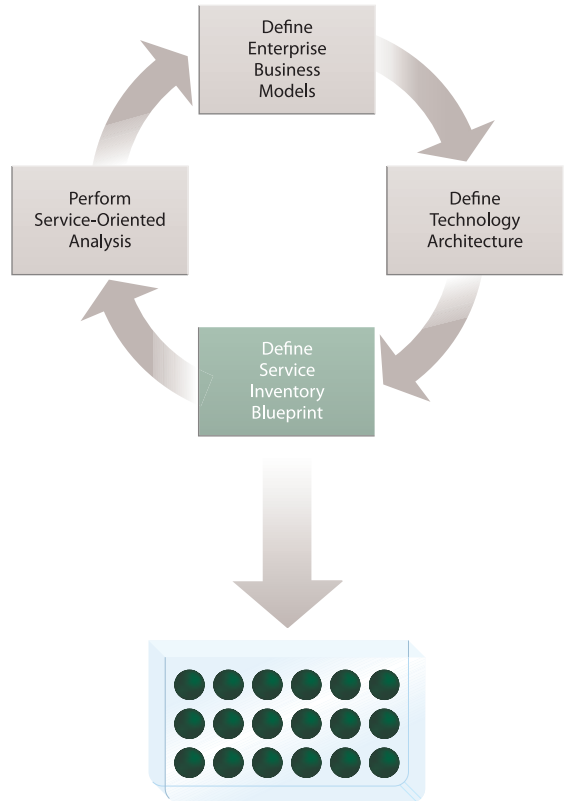 Define
Enterprise
Business
Models
Define
Technology
Architecture
Define
Service
Inventory
Blueprint
Perform
Service-Oriented
Analysis